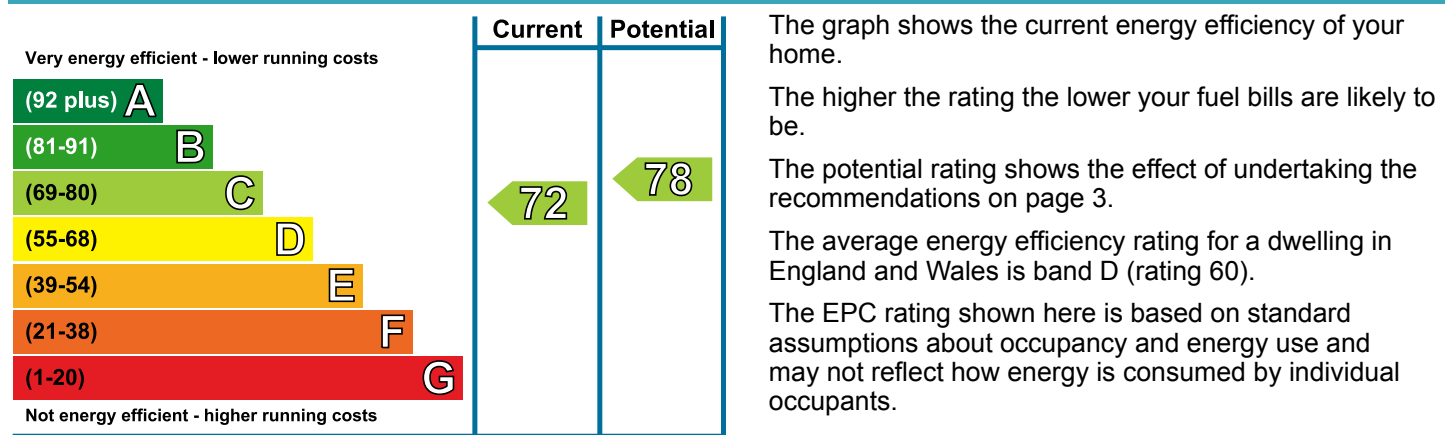 Current Potential
Very energy efficient - lower running costs
(92 plus) A
(81-91) B
(69-80) C
(55-68) D
(39-54) E
(21-38) F
(1-20) G
Not energy efficient - higher running costs
72
78
The graph shows the current energy efficiency of your
home.
The higher the rating the lower your fuel bills are likely to
be.
The potential rating shows the effect of undertaking the
recommendations on page 3.
The average energy efficiency rating for a dwelling in
England and Wales is band D (rating 60).
The EPC rating shown here is based on standard
assumptions about occupancy and energy use and
may not reflect how energy is consumed by individual
occupants.